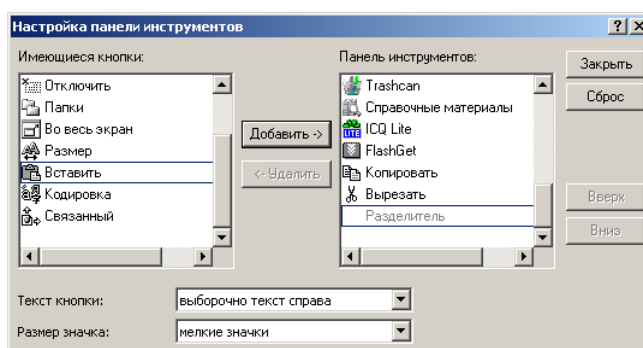 Настройка панели инструментов
Имеющиеся кнопки:
Панель инструментов:
Отключить
Папки
Во весь экран
Размер
Вставить
Кодировка
Связанный
Добавить ->
<- Удалить
Trashcan
Справочные материалы
ICQ Lite
FlashGet
Копировать
Вырезать
Разделитель
Закрыть
Сброс
Вверх
Вниз
Текст кнопки:
выборочно текст справа
Размер значка:
мелкие значки